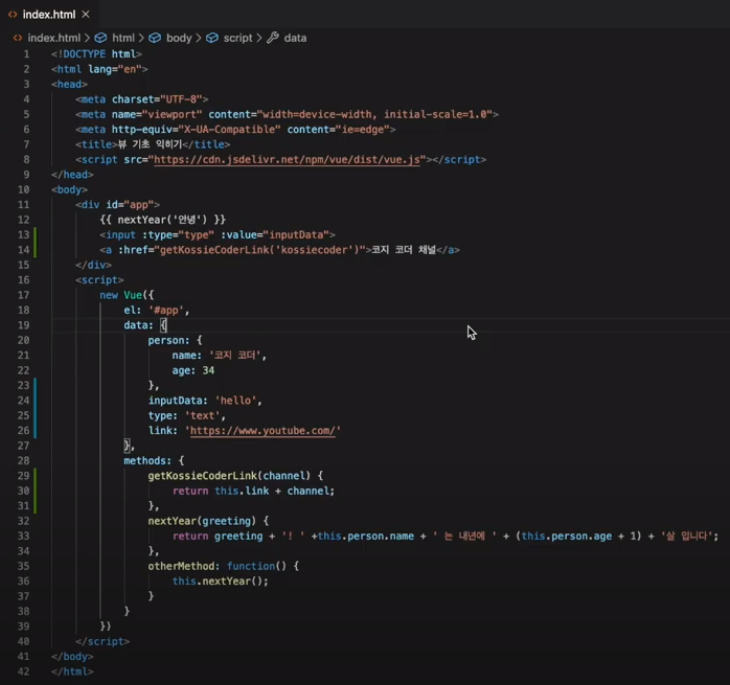 index.html
index.html > html > body > script > data
1 <!DOCTYPE html>
2 <html lang="en">
3 <head>
4 <meta charset="UTF-8">
5 <meta name="viewport" content="width=device-width, initial-scale=1.0">
6 <meta http-equiv="X-UA-Compatible" content="ie=edge">
7 <title>뷰 기초 익히기</title>
8 <script src="https://cdn.jsdelivr.net/npm/vue/dist/vue.js"></script>
9 </head>
10 <body>
11 <div id="app">
12 {{ nextYear('안녕') }}
13 <input :type="type" :value="inputData">
14 <a :href="getKossieCoderLink('kossiecoder')">코지 코더 채널</a>
15 </div>
16 <script>
17 new Vue({
18 el: '#app',
19 data: {
20 person: {
21 name: '코지 코더',
22 age: 34
23 },
24 inputData: 'hello',
25 type: 'text',
26 link: 'https://www.youtube.com/'
27 },
28 methods: {
29 getKossieCoderLink(channel) {
30 return this.link + channel;
31 },
32 nextYear(greeting) {
33 return greeting + '! ' +this.person.name + ' 는 내년에 ' + (this.person.age + 1) + '살 입니다';
34 },
35 otherMethod: function() {
36 this.nextYear();
37 }
38 }
39 })
40 </script>
41 </body>
42 </html>